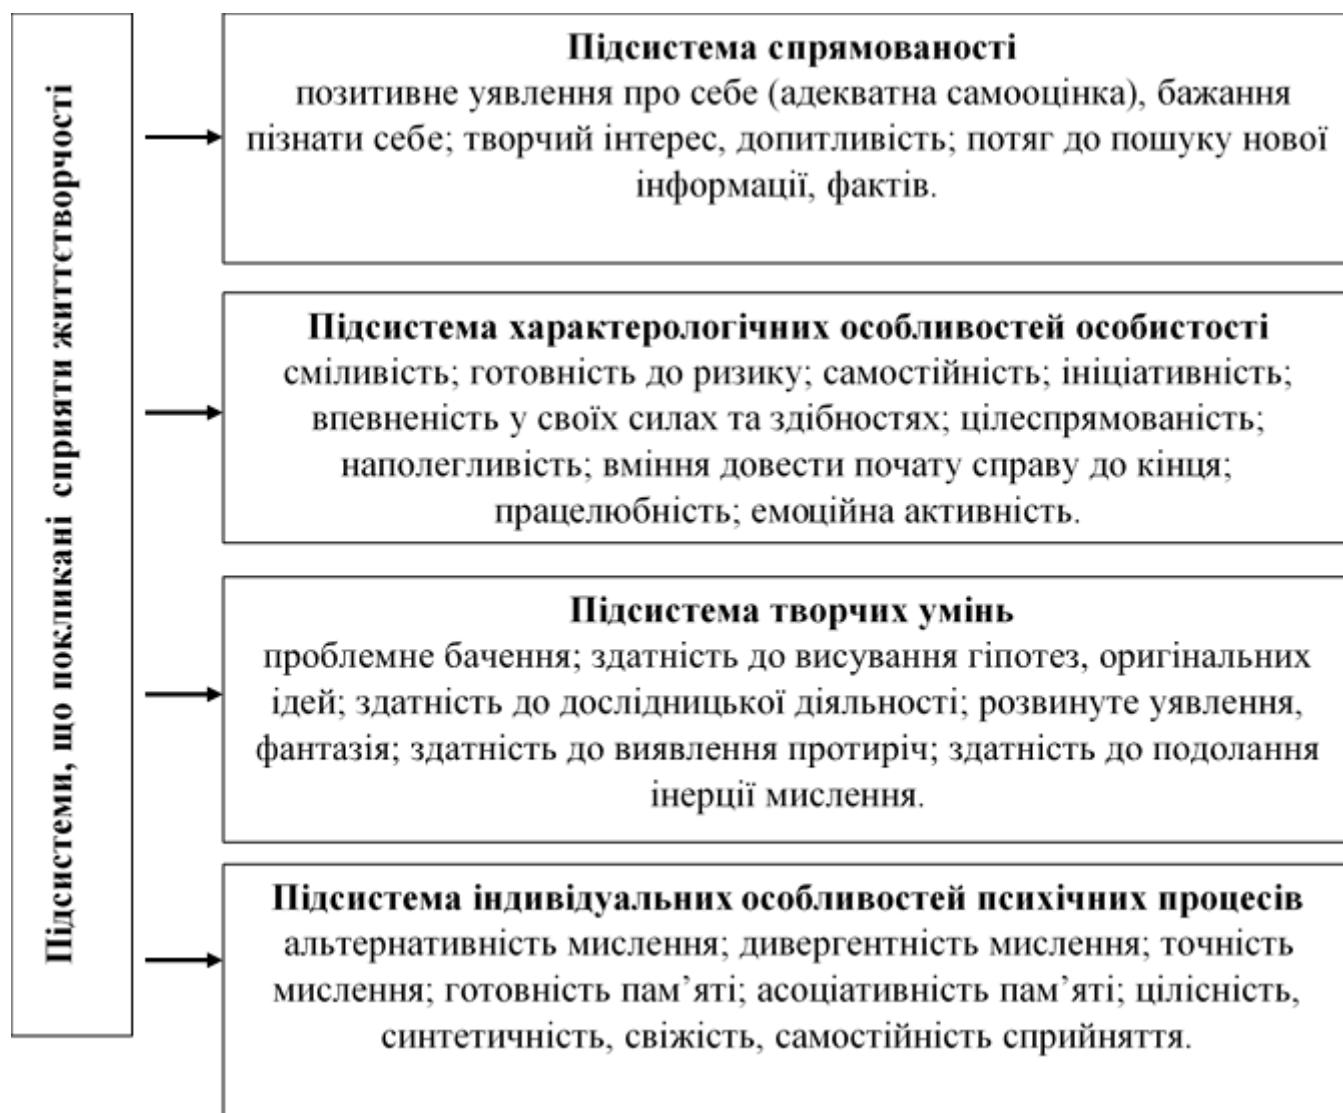 Підсистеми, що покликані сприяти життєтворчості
Підсистема спрямованості
позитивне уявлення про себе (адекватна самооцінка), бажання
пізнати себе; творчий інтерес, допитливість; потяг до пошуку нової
інформації, фактів.
Підсистема характерологічних особливостей особистості
сміливість; готовність до ризику; самостійність; ініціативність;
впевненість у своїх силах та здібностях; цілеспрямованість;
наполегливість; вміння довести почату справу до кінця;
працелюбність; емоційна активність.
Підсистема творчих умінь
проблемне бачення; здатність до висування гіпотез, оригінальних
ідей; здатність до дослідницької діяльності; розвинуте уявлення,
фантазія; здатність до виявлення протиріч; здатність до подолання
інерції мислення.
Підсистема індивідуальних особливостей психічних процесів
альтернативність мислення; дивергентність мислення; точність
мислення; готовність пам’яті; асоціативність пам’яті; цілісність,
синтетичність, свіжість, самостійність сприйняття.